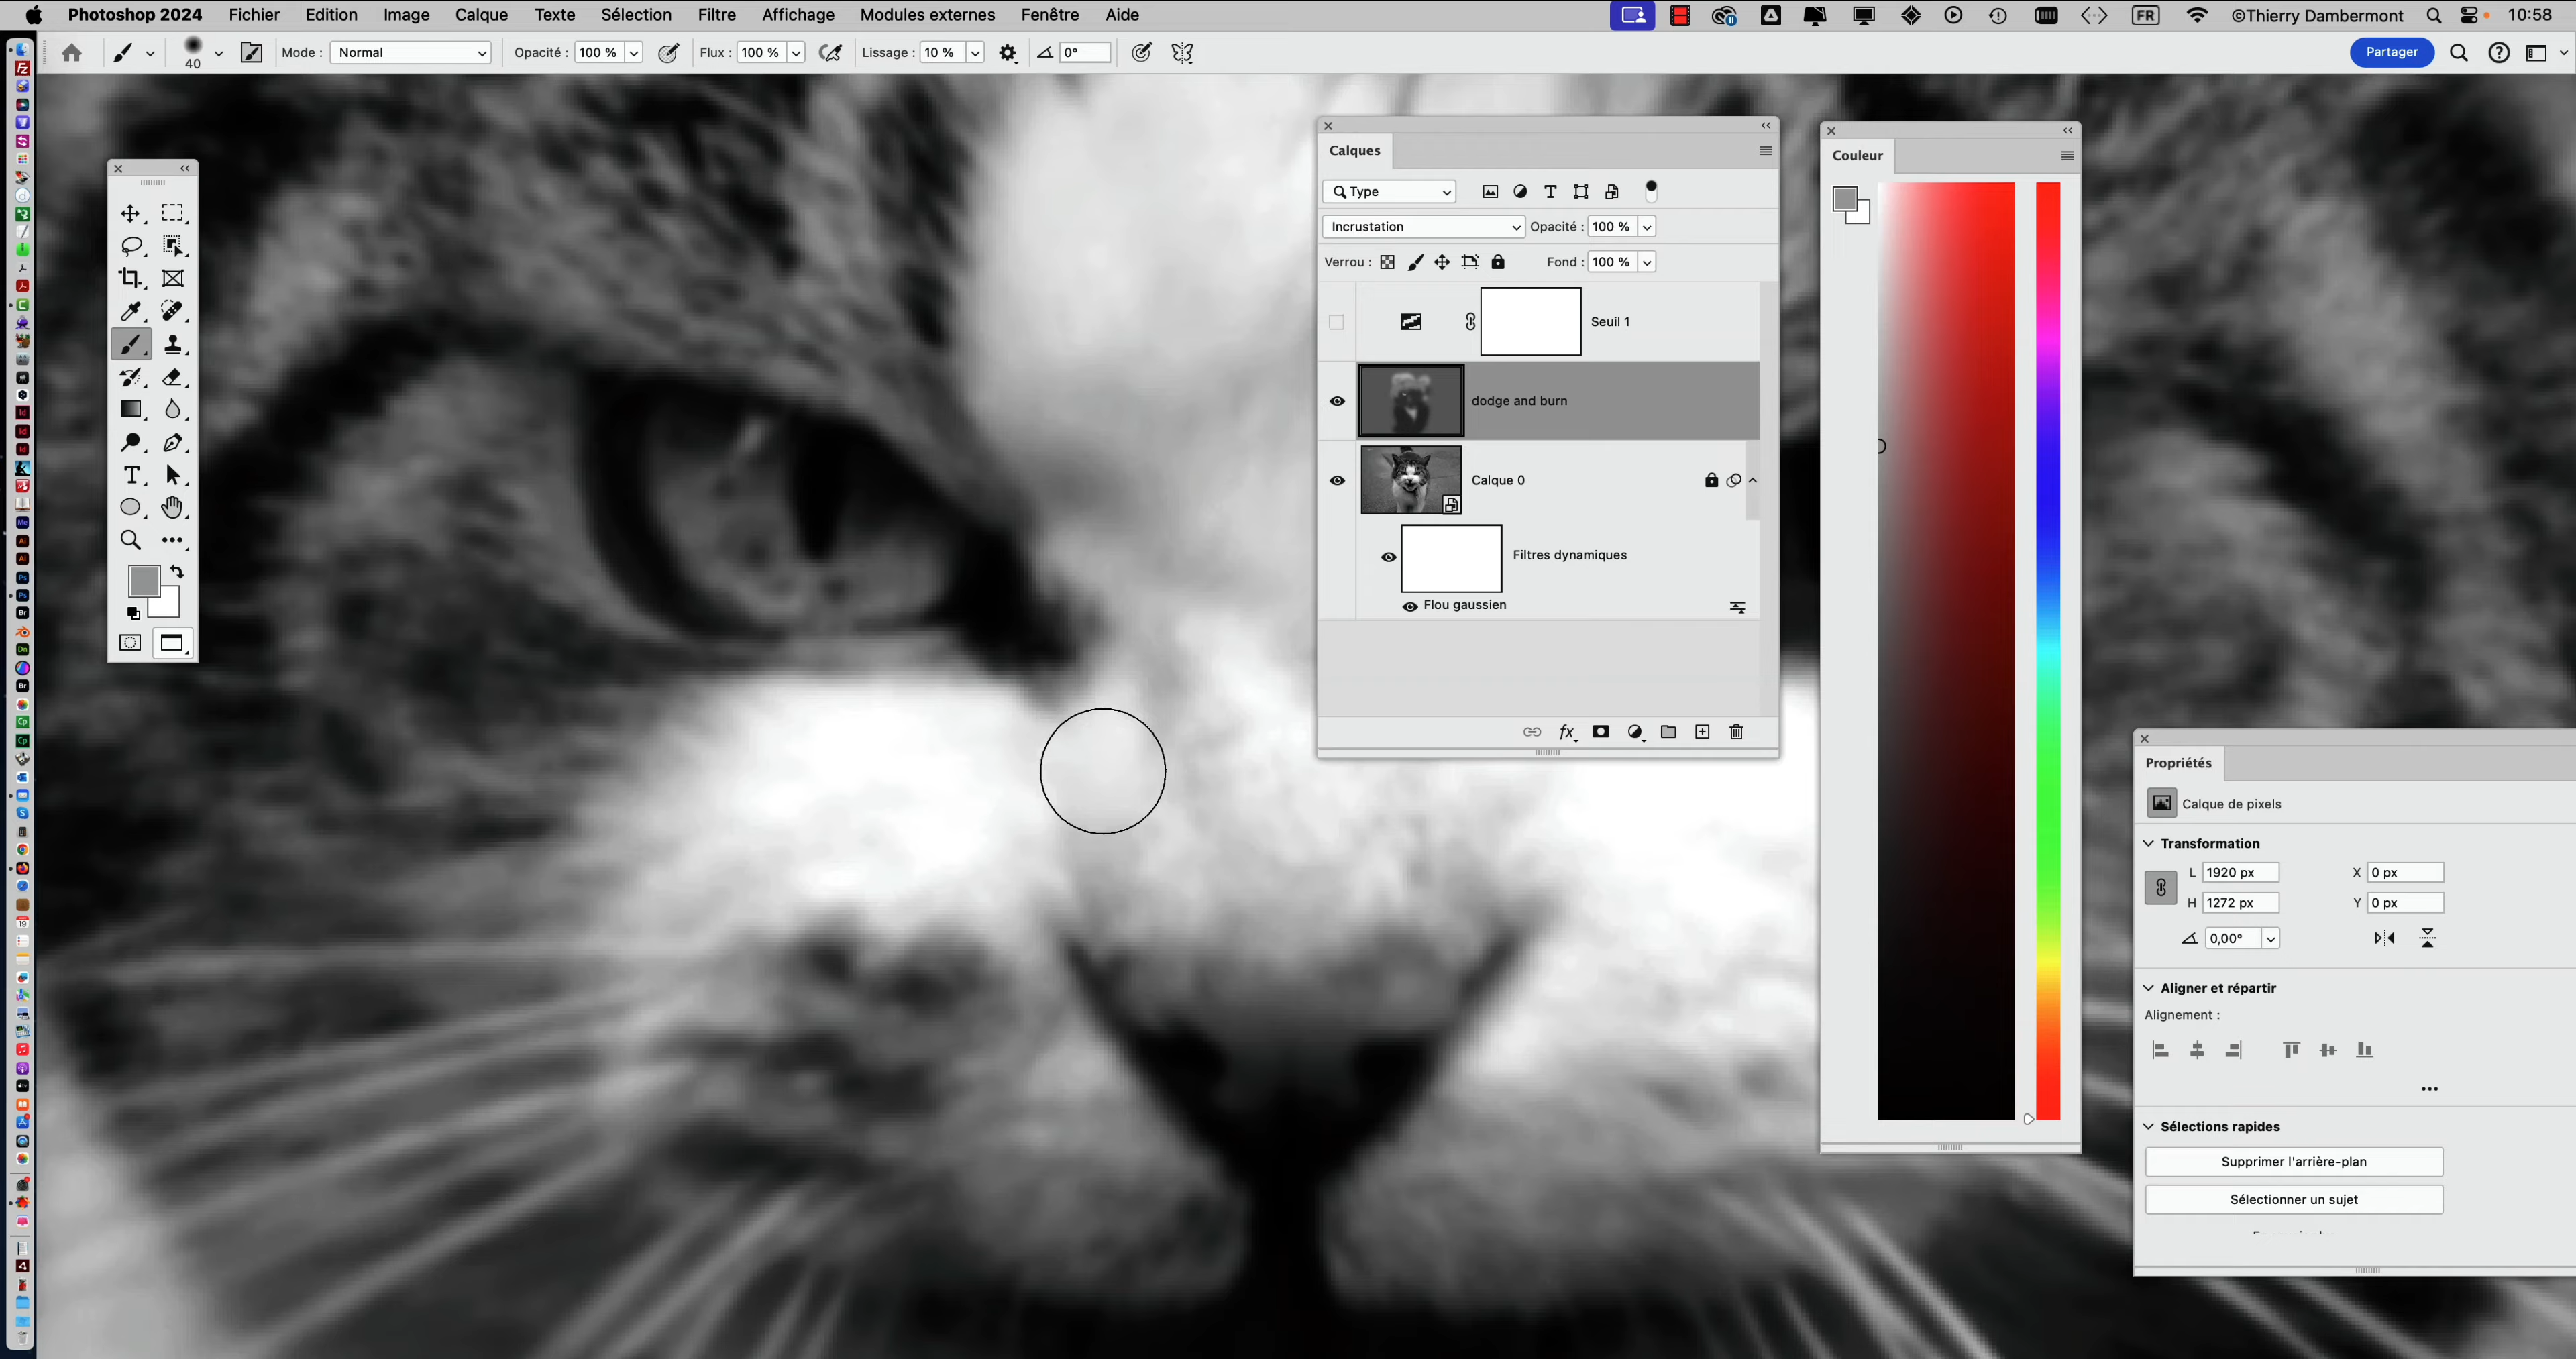 Photoshop 2024 Fichier Edition Image Calque Texte Sélection Filtre Affichage Modules externes Fenêtre Aide FR ©Thierry Dambermont 10:58
40 Mode : Normal Opacité : 100 % Flux : 100 % Lissage : 10 % 0° Partager
Calques
Type
Incrustation Opacité : 100 %
Verrou : Fond : 100 %
Seuil 1
dodge and burn
Calque 0
Filtres dynamiques
Flou gaussien
fx
Couleur
Propriétés
Calque de pixels
Transformation
L 1920 px X 0 px
H 1272 px Y 0 px
0,00°
Aligner et répartir
Alignement :
Sélections rapides
Supprimer l'arrière-plan
Sélectionner un sujet